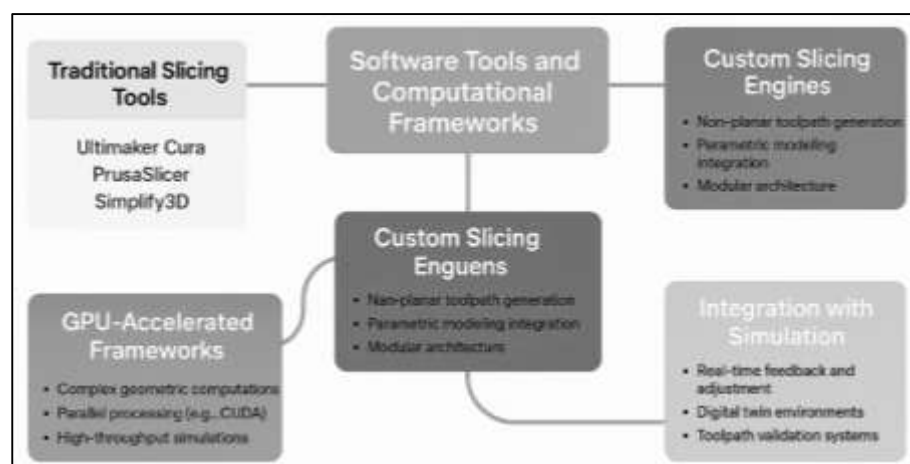 Traditional Slicing
Tools
Ultimaker Cura
PrusaSlicer
Simplify3D
Software Tools and
Computational
Frameworks
Custom Slicing
Engines
• Non-planar toolpath generation
• Parametric modeling
integration
• Modular architecture
Custom Slicing
Enguens
• Nan-planar toolpath generation
• Parametric modeling integration
• Modular architecture
GPU-Accelerated
Frameworks
• Complex geometric computations
• Parallel processing (e.g., CUDA)
• High-throughput simulations
Integration with
Simulation
• Real-time feedback and
adjustment
• Digital twin environments
• Toolpath validation systems